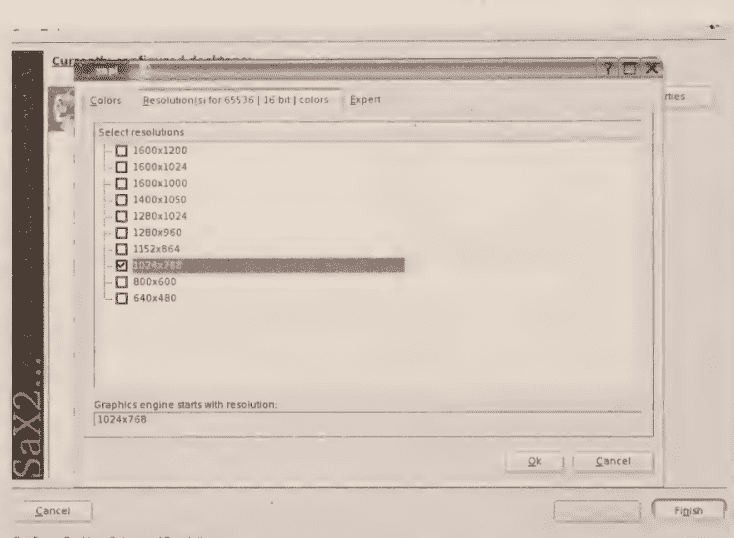 Colors Resolution(s) for 65536 [ 16 bit ] colors Expert
rties
Select resolutions
1600x1200
1600x1024
1600x1000
1400x1050
1280x1024
1280x960
1152x864
1024x768
800x600
640x480
Graphics engine starts with resolution:
1024x768
Ok Cancel
SaX2...
Cancel Finish